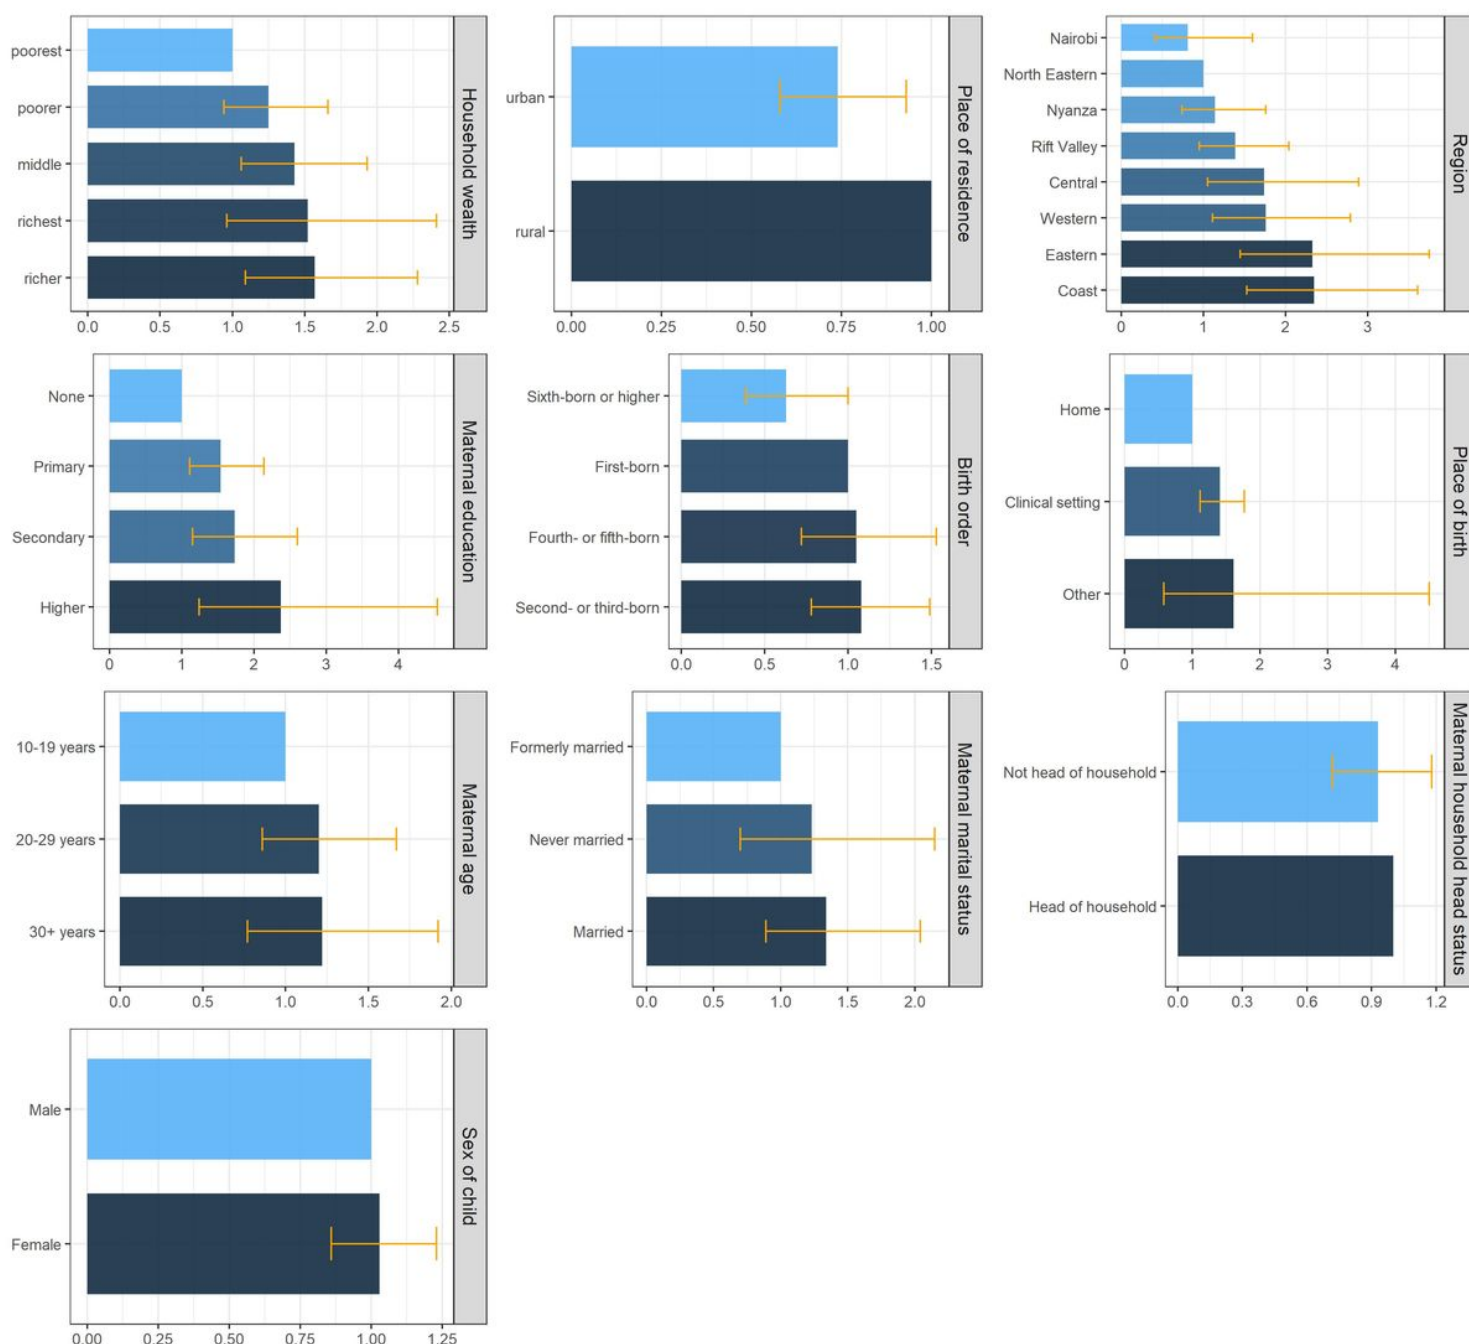 poorest
poorer
middle
richest
richer
0.0 0.5 1.0 1.5 2.0 2.5
Household wealth
urban
rural
0.00 0.25 0.50 0.75 1.00
Place of residence
Nairobi
North Eastern
Nyanza
Rift Valley
Central
Western
Eastern
Coast
0 1 2 3
Region
None
Primary
Secondary
Higher
0 1 2 3 4
Maternal education
Sixth-born or higher
First-born
Fourth- or fifth-born
Second- or third-born
0.0 0.5 1.0 1.5
Birth order
Home
Clinical setting
Other
0 1 2 3 4
Place of birth
10-19 years
20-29 years
30+ years
0.0 0.5 1.0 1.5 2.0
Maternal age
Formerly married
Never married
Married
0.0 0.5 1.0 1.5 2.0
Maternal marital status
Not head of household
Head of household
0.0 0.3 0.6 0.9 1.2
Maternal household head status
Male
Female
0.00 0.25 0.50 0.75 1.00 1.25
Sex of child